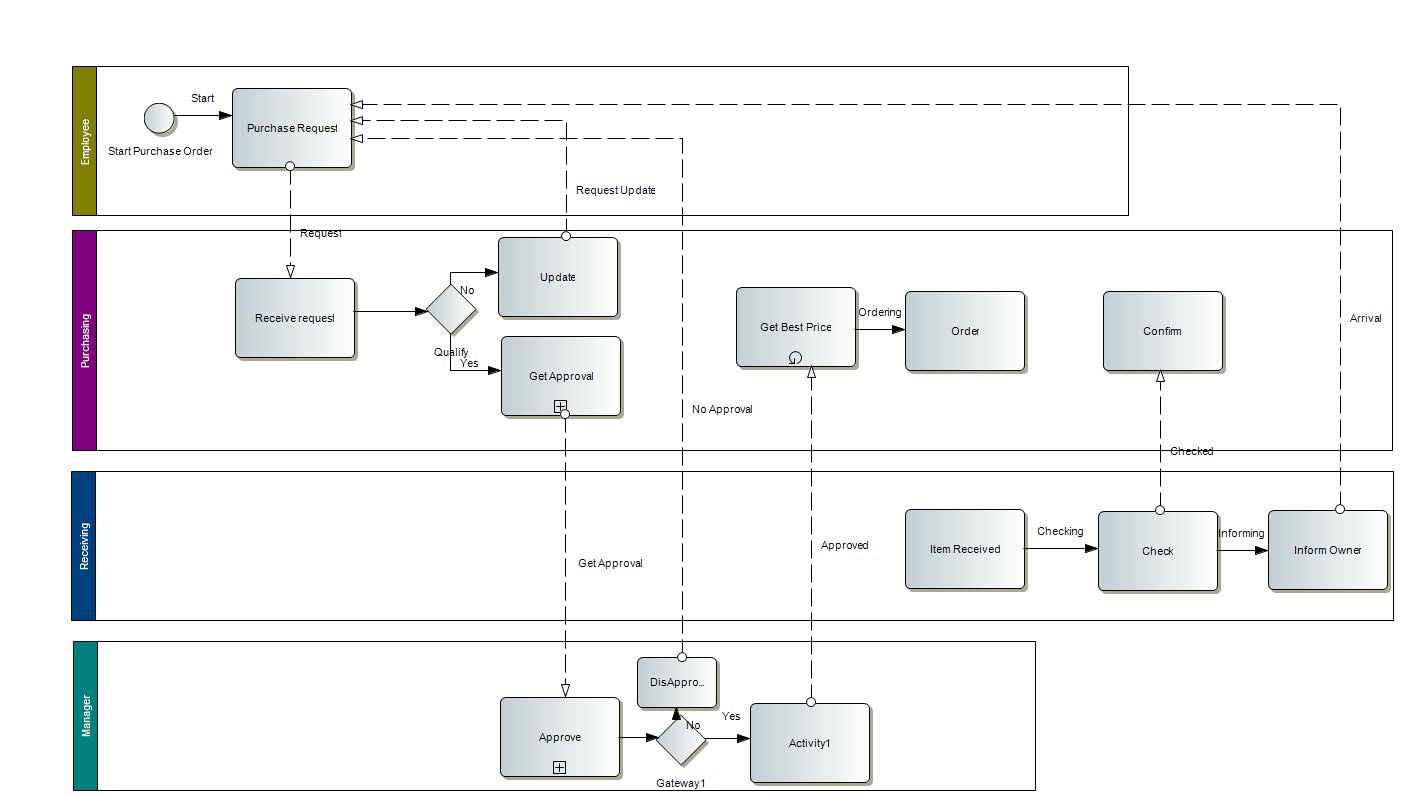 Employee
Start
Start Purchase Order
Purchase Request
Request Update
Request
Purchasing
Receive request
No
Qualify
Yes
Update
Get Approval
Get Best Price
Ordering
Order
Confirm
Arrival
No Approval
Checked
Receiving
Get Approval
Approved
Item Received
Checking
Check
Informing
Inform Owner
Manager
Approve
DisAppro...
No
Yes
Gateway1
Activity1